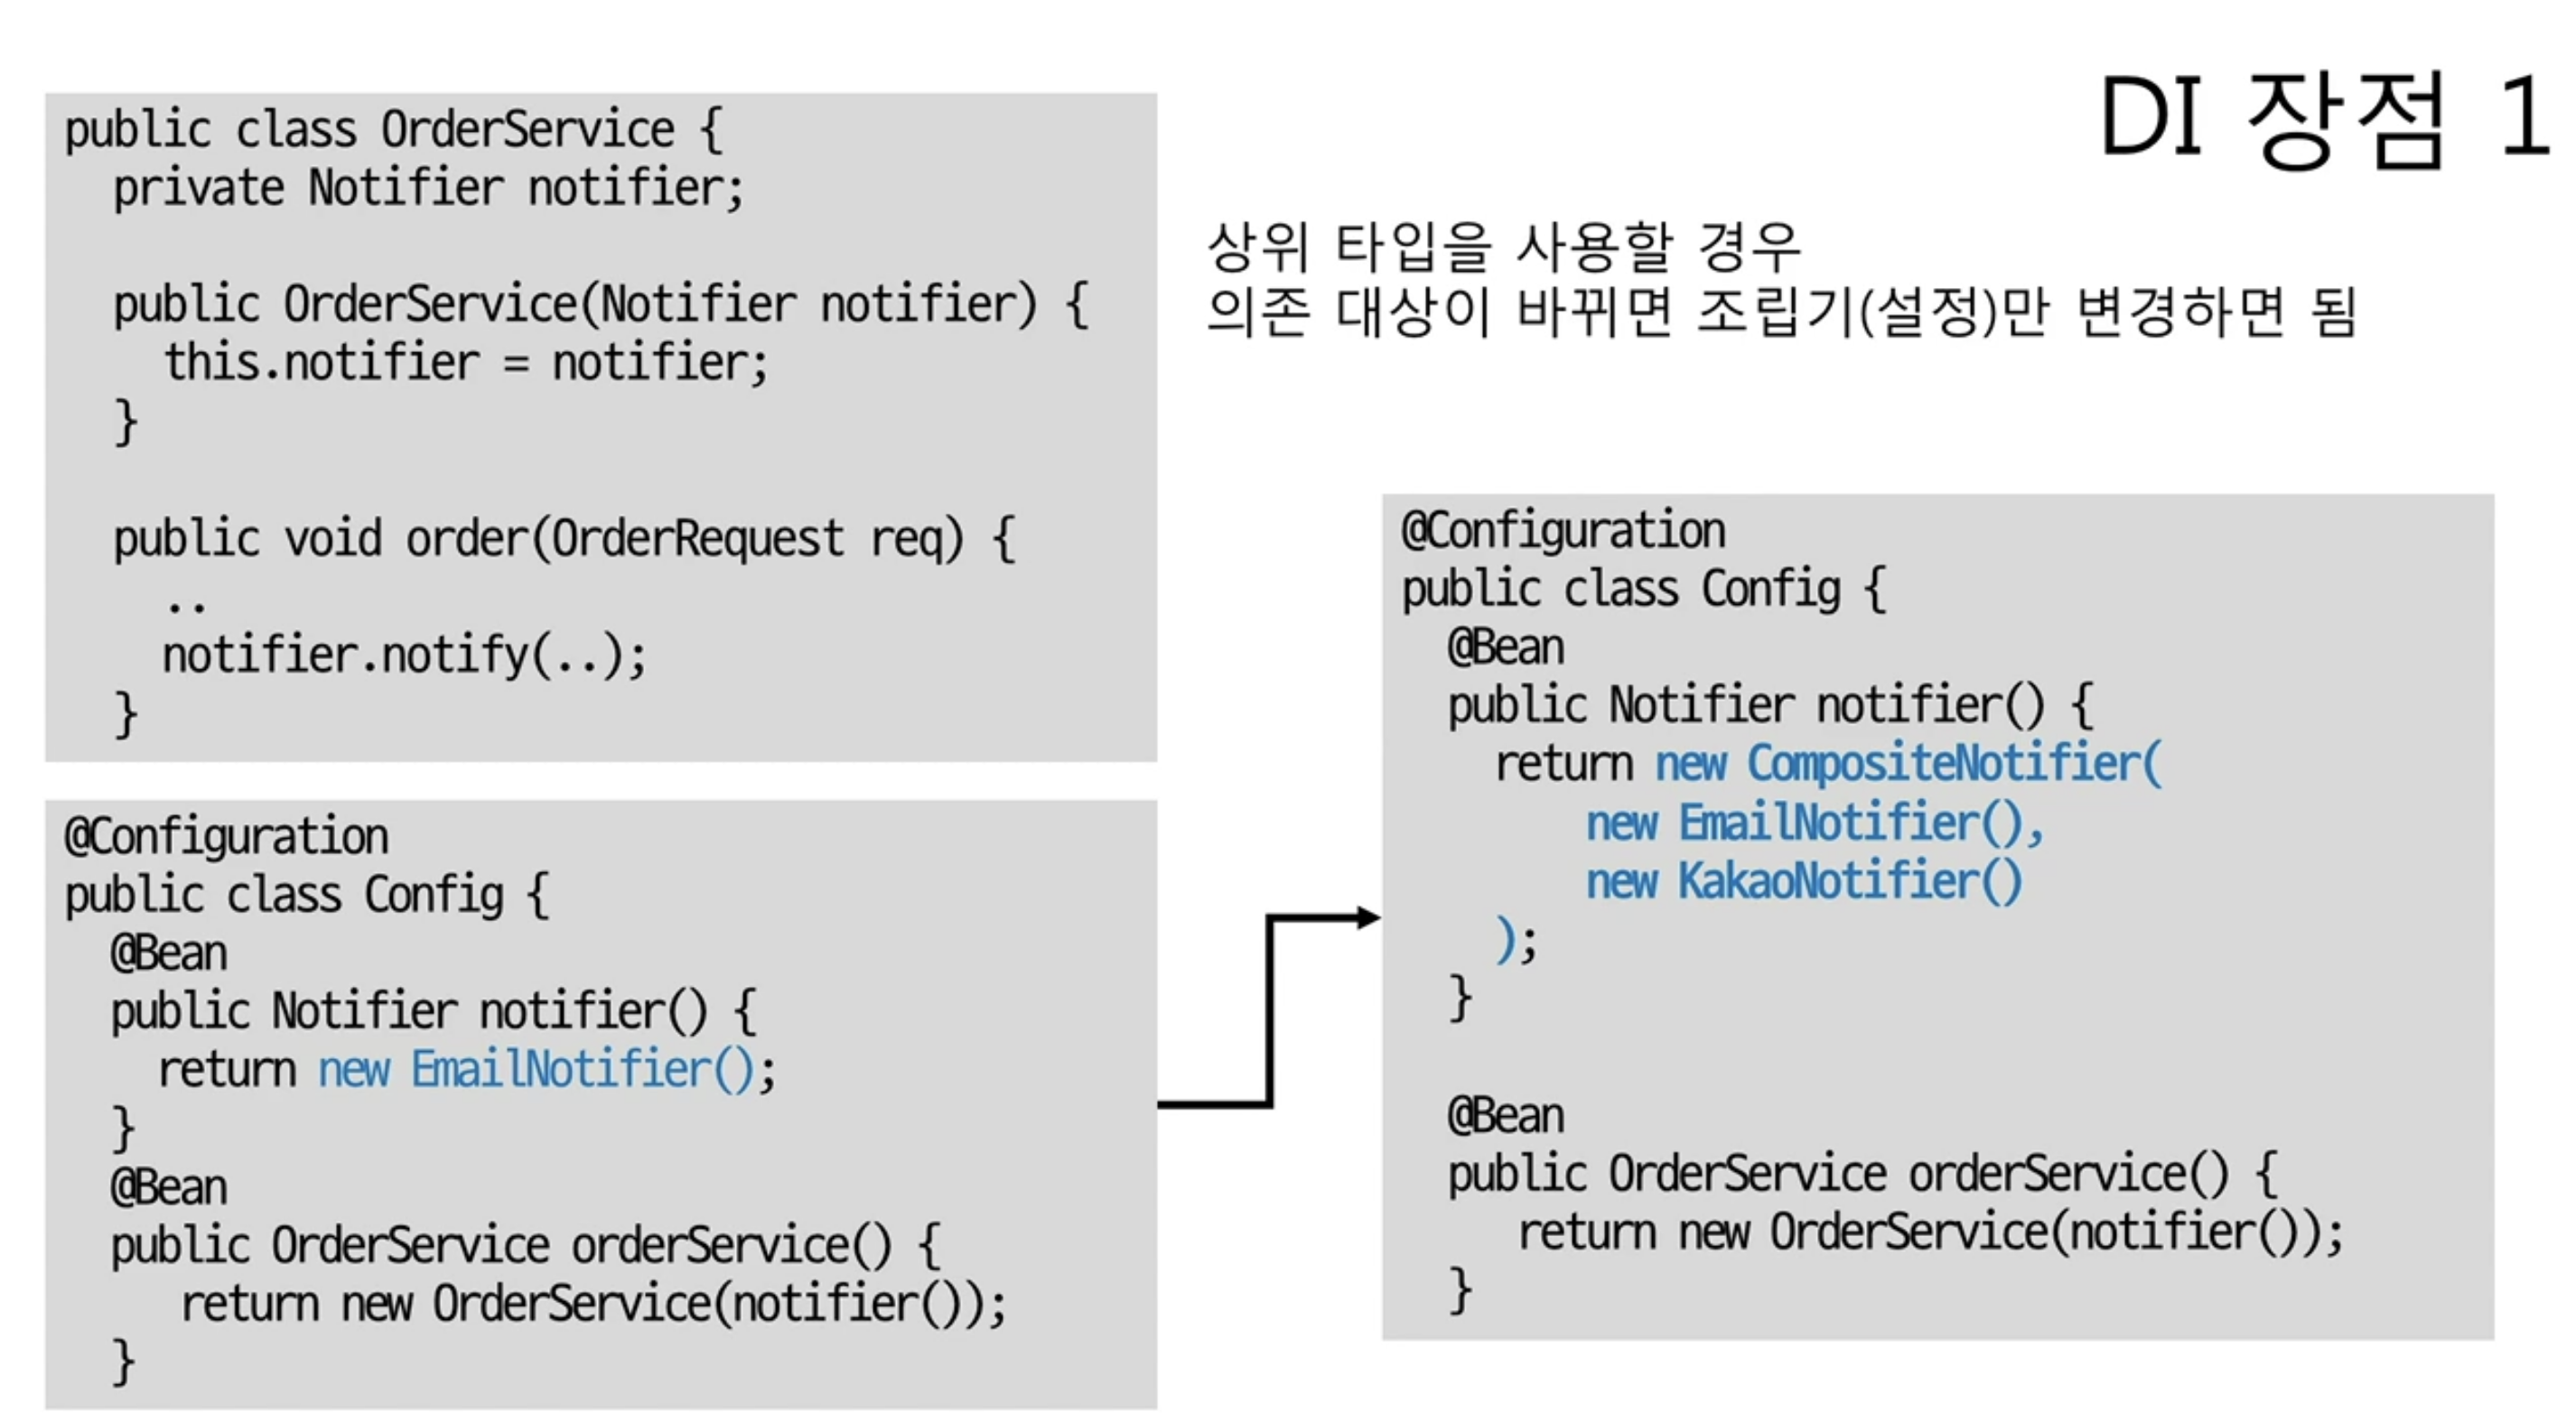 DI 장점 1
public class OrderService {
  private Notifier notifier;

  public OrderService(Notifier notifier) {
    this.notifier = notifier;
  }

  public void order(OrderRequest req) {
    ..
    notifier.notify(..);
  }
상위 타입을 사용할 경우
의존 대상이 바뀌면 조립기(설정)만 변경하면 됨
@Configuration
public class Config {
  @Bean
  public Notifier notifier() {
    return new EmailNotifier();
  }
  @Bean
  public OrderService orderService() {
     return new OrderService(notifier());
  }
@Configuration
public class Config {
  @Bean
  public Notifier notifier() {
    return new CompositeNotifier(
        new EmailNotifier(),
        new KakaoNotifier()
    );
  }

  @Bean
  public OrderService orderService() {
     return new OrderService(notifier());
  }